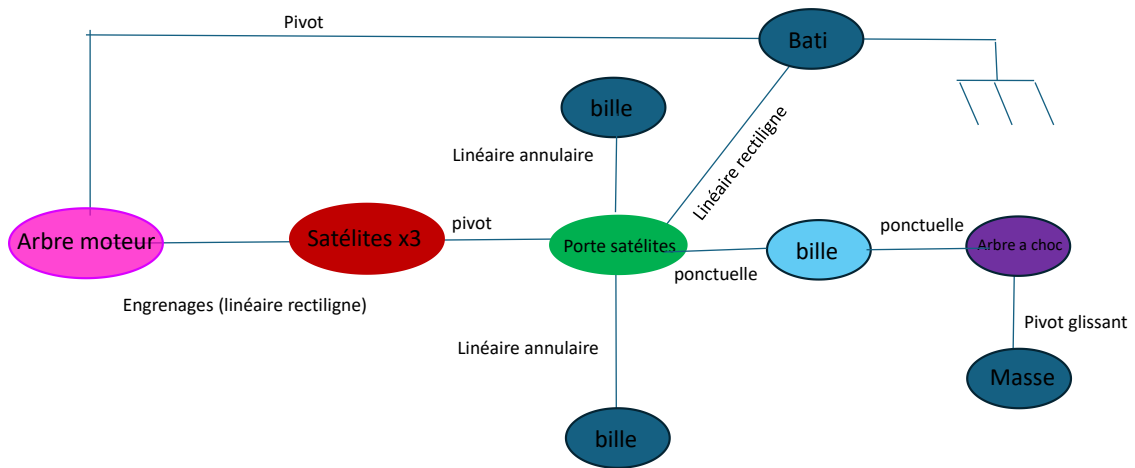 Pivot
Bati
bille
Linéaire annulaire
Linéaire rectiligne
Arbre moteur
Satélites x3
pivot
Porte satélites
ponctuelle
bille
ponctuelle
Arbre a choc
Engrenages (linéaire rectiligne)
Pivot glissant
Linéaire annulaire
Masse
bille